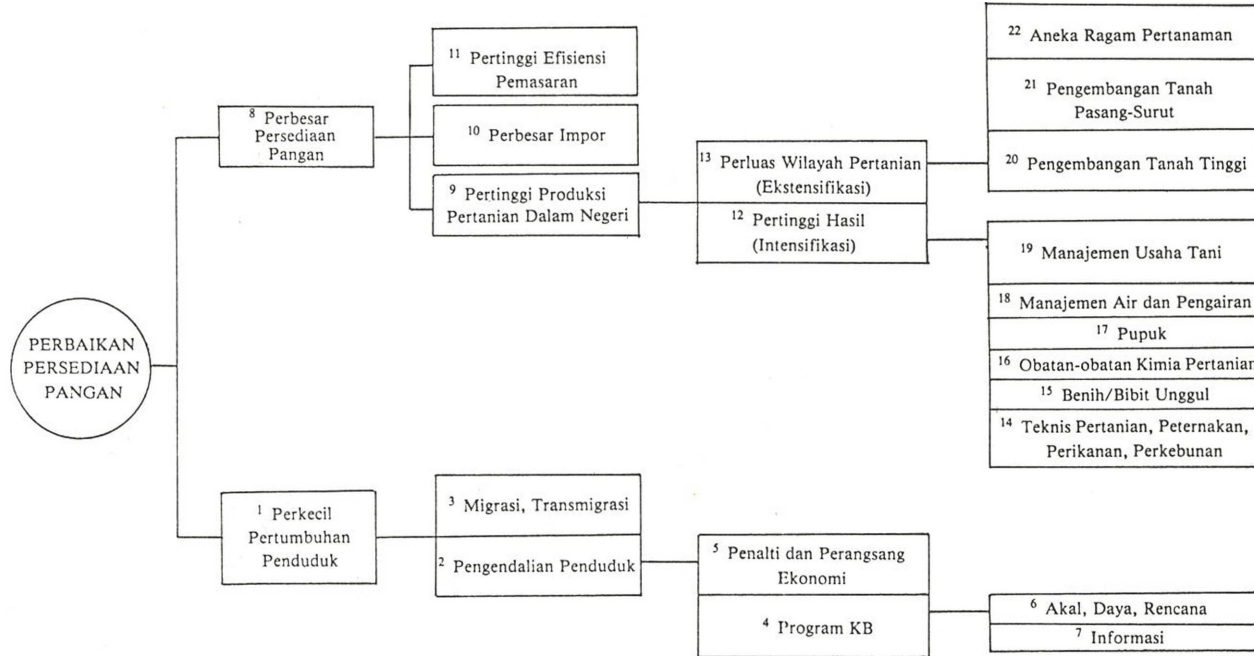 PERBAIKAN
PERSEDIAAN
PANGAN
8 Perbesar
Persediaan
Pangan
11 Pertinggi Efisiensi
Pemasaran
10 Perbesar Impor
9 Pertinggi Produksi
Pertanian Dalam Negeri
13 Perluas Wilayah Pertanian
(Ekstensifikasi)
12 Pertinggi Hasil
(Intensifikasi)
22 Aneka Ragam Pertanaman
21 Pengembangan Tanah
Pasang-Surut
20 Pengembangan Tanah Tinggi
19 Manajemen Usaha Tani
18 Manajemen Air dan Pengairan
17 Pupuk
16 Obatan-obatan Kimia Pertanian
15 Benih/Bibit Unggul
14 Teknis Pertanian, Peternakan,
Perikanan, Perkebunan
1 Perkecil
Pertumbuhan
Penduduk
3 Migrasi, Transmigrasi
2 Pengendalian Penduduk
5 Penalti dan Perangsang
Ekonomi
4 Program KB
6 Akal, Daya, Rencana
7 Informasi